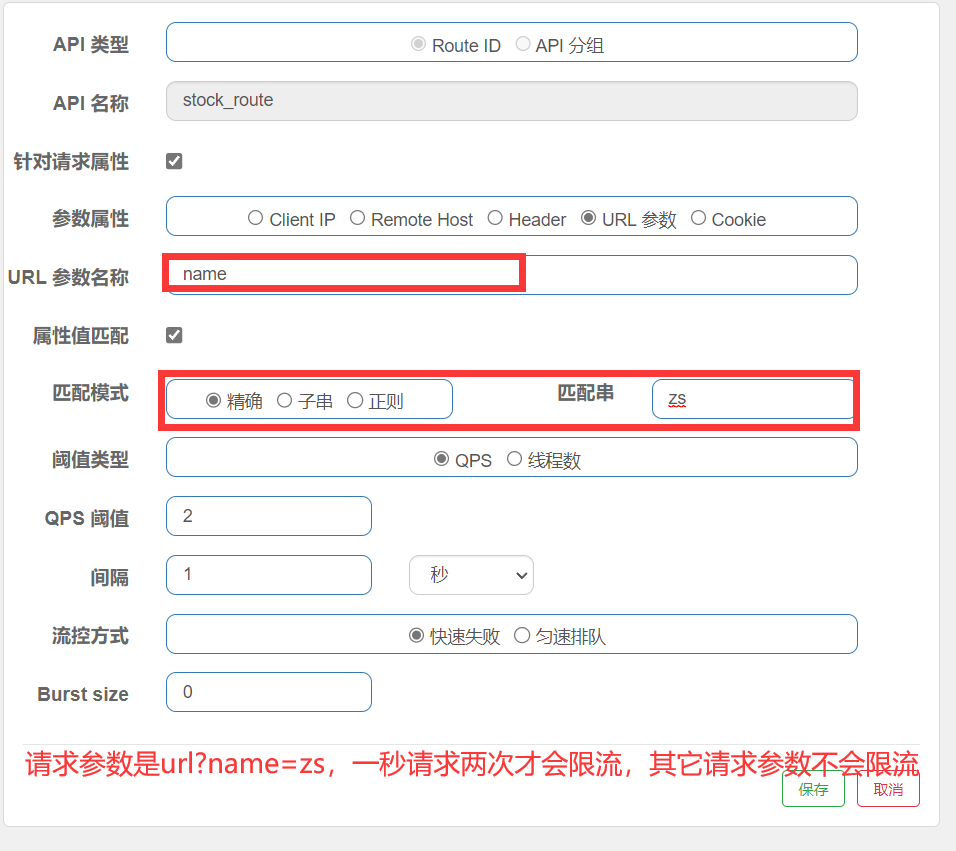 API 类型 Route ID API 分组
API 名称 stock_route
针对请求属性
参数属性 Client IP Remote Host Header URL 参数 Cookie
URL 参数名称 name
属性值匹配
匹配模式 精确 子串 正则 匹配串 zs
阈值类型 QPS 线程数
QPS 阈值 2
间隔 1 秒
流控方式 快速失败 匀速排队
Burst size 0
请求参数是url?name=zs，一秒请求两次才会限流，其它请求参数不会限流
保存 取消